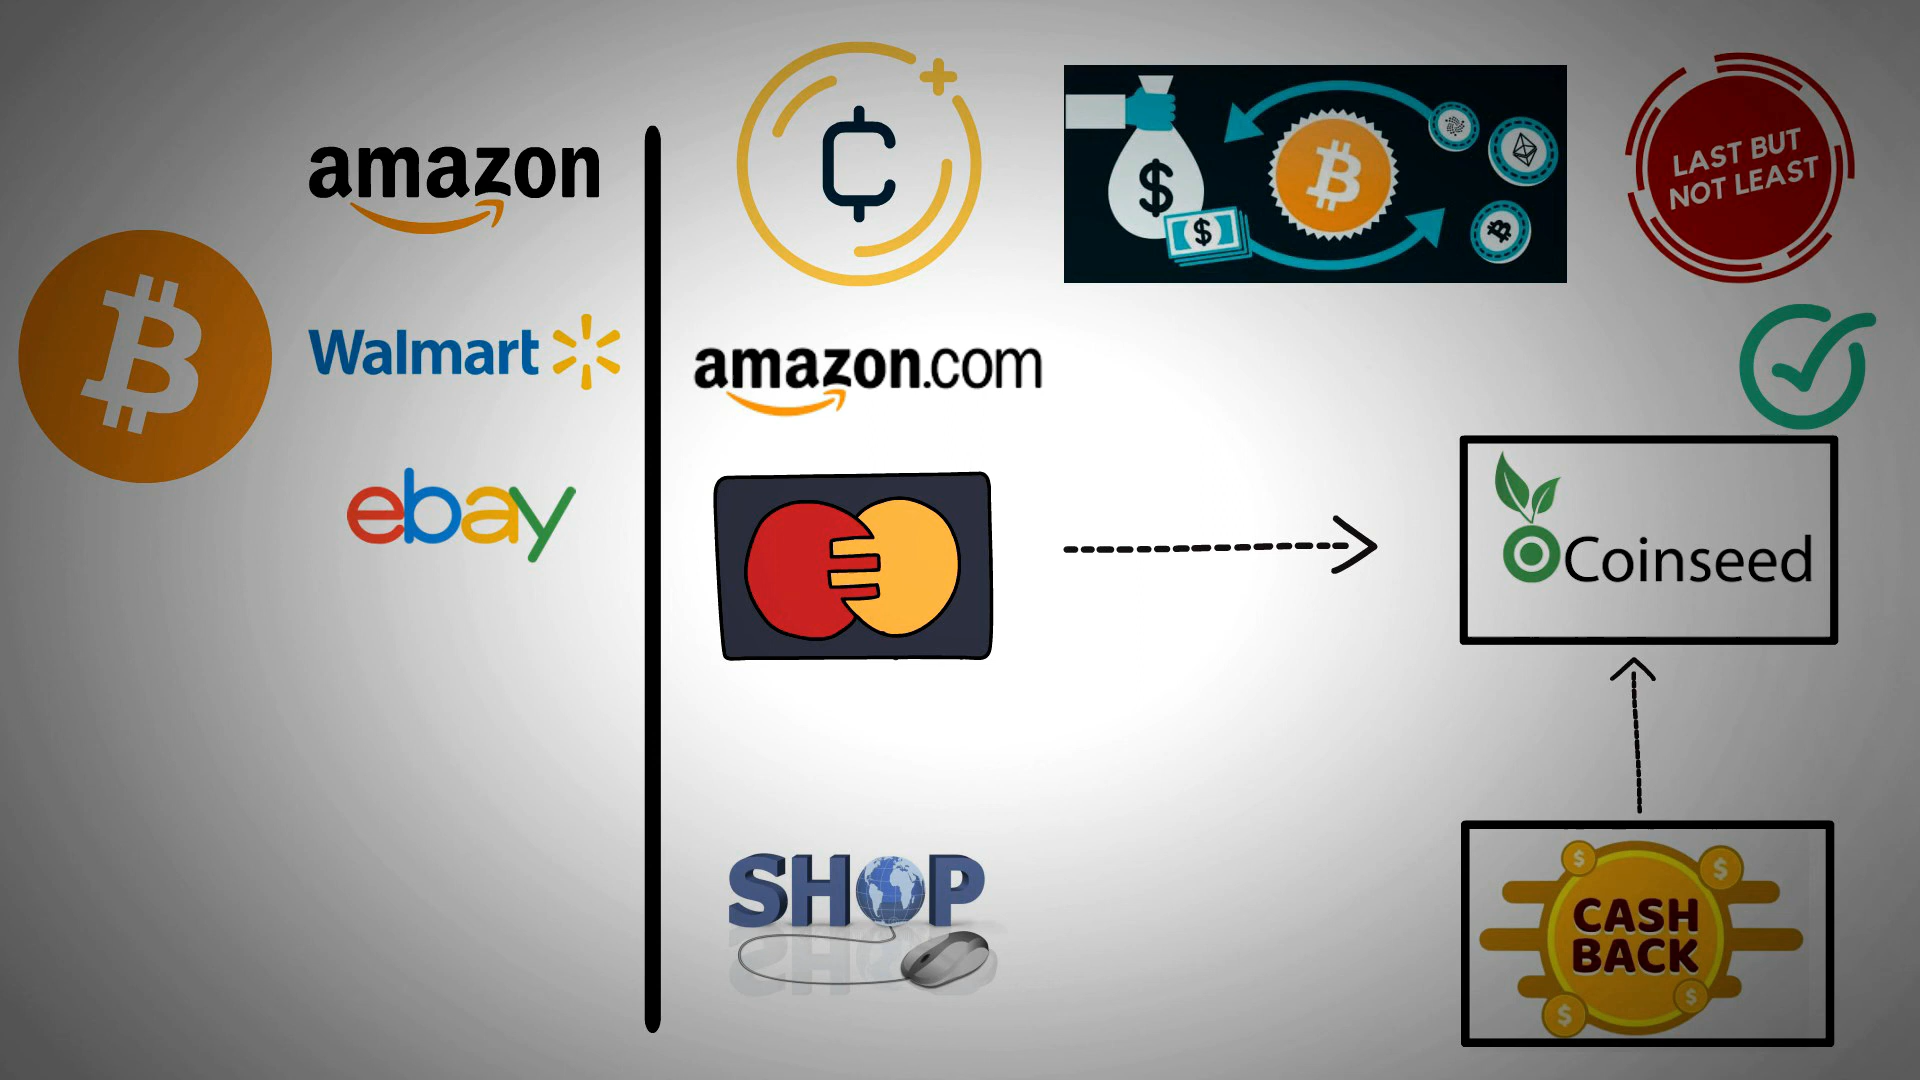 amazon
Walmart
ebay
amazon.com
SHOP
$
$
LAST BUT
NOT LEAST
Coinseed
CASH
BACK
$
$
$
$